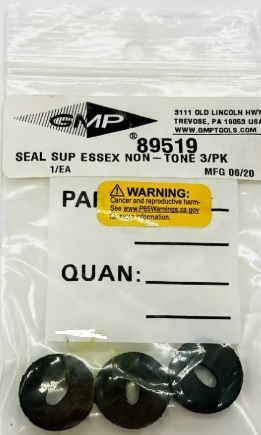 GMP
®
3111 OLD LINCOLN HWY
TREVOSE, PA 19053 USA
WWW.GMPTOOLS.COM
89519
SEAL SUP ESSEX NON-TONE 3/PK
1/EA MFG 06/20
WARNING:
Cancer and reproductive harm-
See www.P65Warnings.ca.gov
for more information.
PA
QUAN: